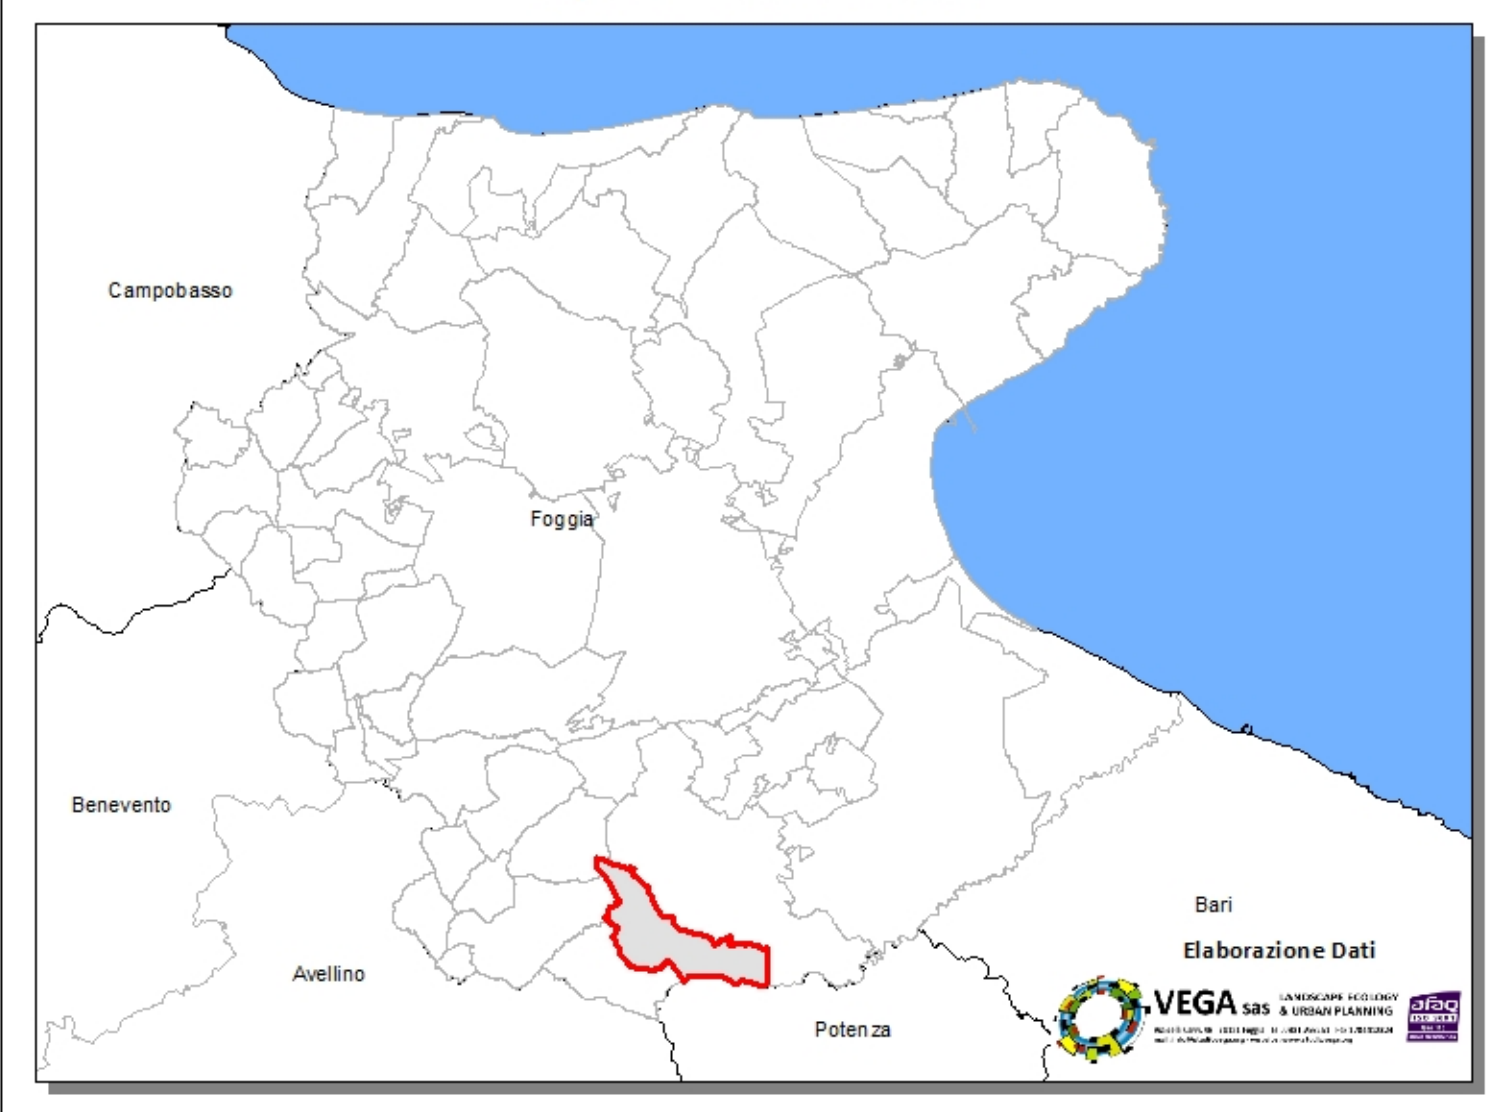 Campobasso
Foggia
Benevento
Bari
Elaborazione Dati
Avellino
VEGA sas
LANDSCAPE ECOLOGY
& URBAN PLANNING
afaq
Potenza